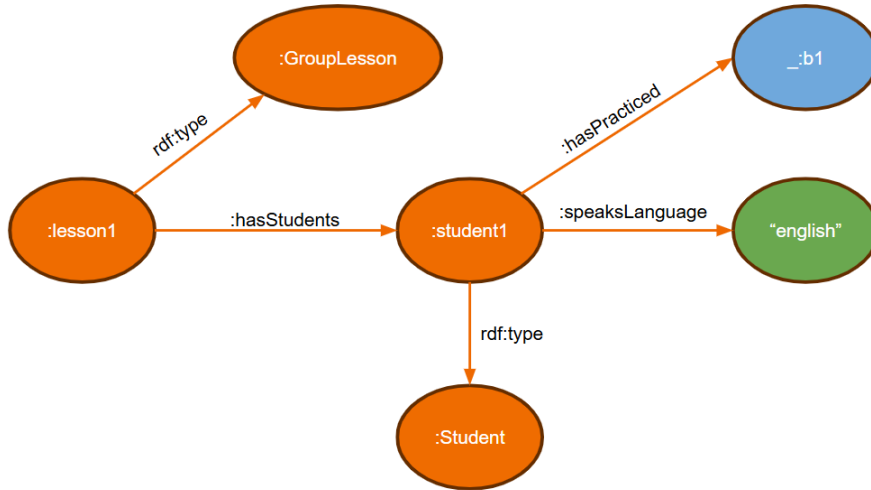 :GroupLesson
_:b1
rdf:type
:hasPracticed
:lesson1
:hasStudents
:student1
:speaksLanguage
“english”
rdf:type
:Student